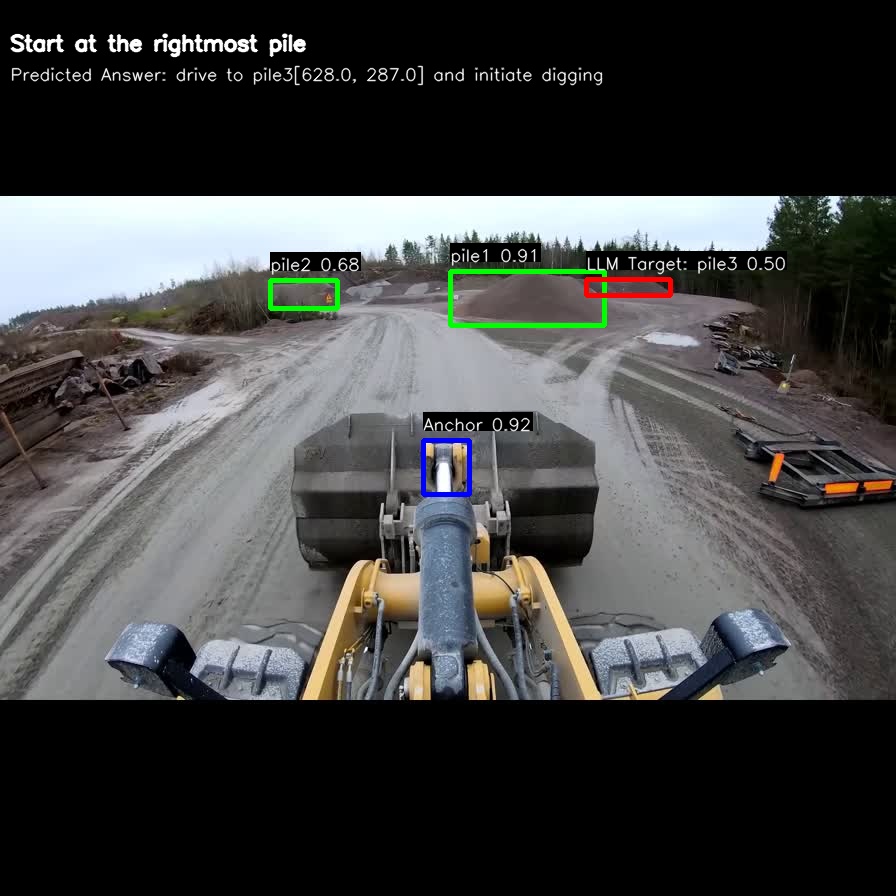 Start at the rightmost pile
Predicted Answer: drive to pile3[628.0, 287.0] and initiate digging
pile2 0.68
pile1 0.91
LLM Target: pile3 0.50
Anchor 0.92